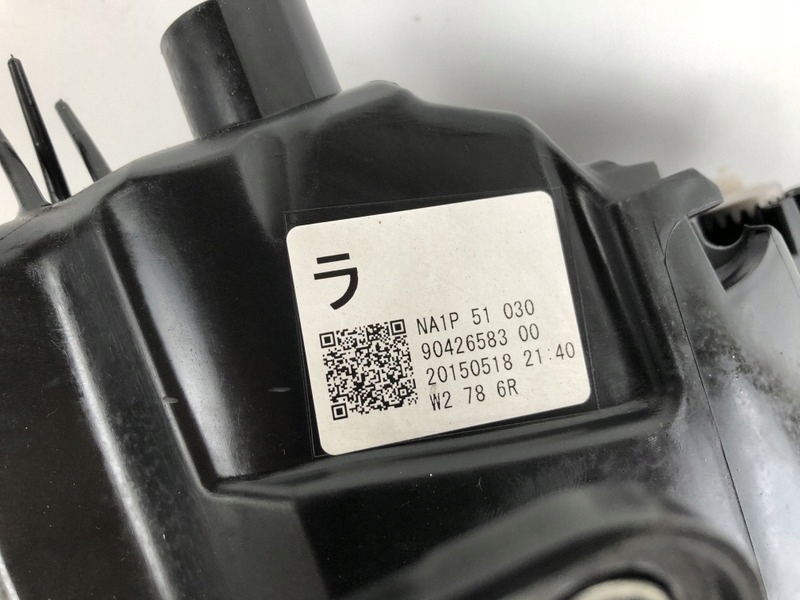 ラ
NA1P 51 030
90426583 00
20150518 21:40
W2 78 6R